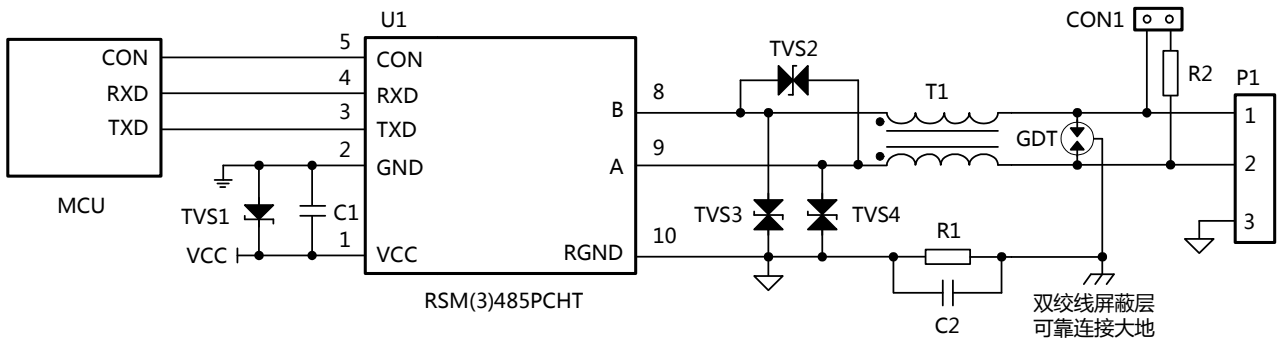 U1
CON1
CON
5
CON
TVS2
R2
P1
RXD
4
RXD
TXD
3
TXD
B
8
T1
1
GDT
2
GND
A
9
2
MCU
TVS1
C1
TVS3
TVS4
3
VCC
1
VCC
RGND
10
R1
RSM(3)485PCHT
C2
双绞线屏蔽层
可靠连接大地